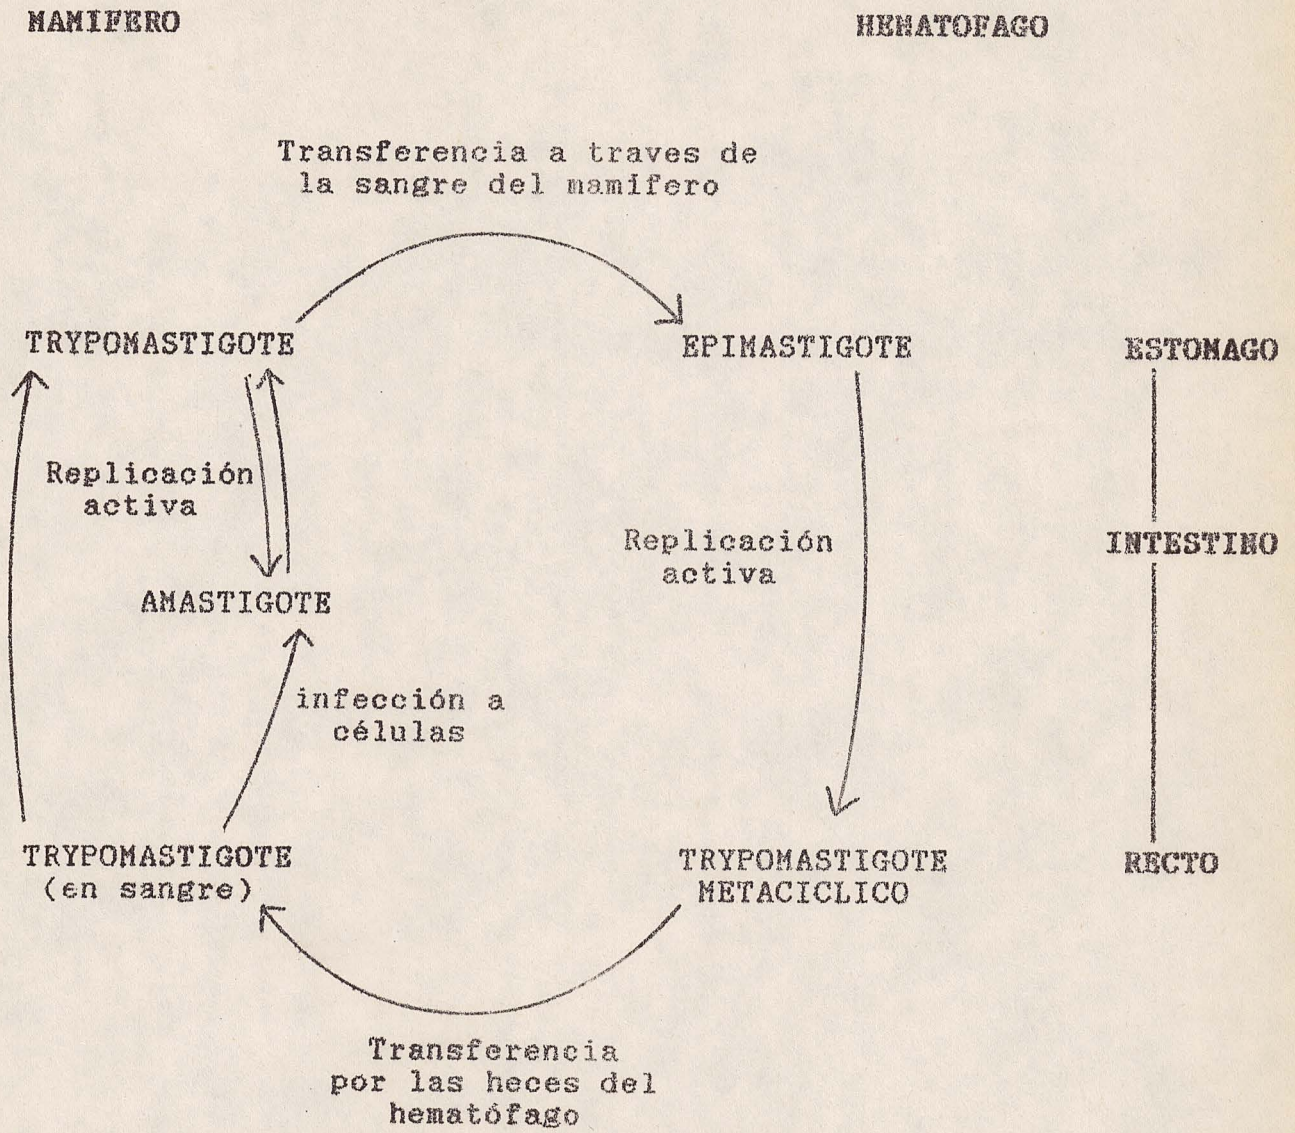 MAMIFERO
HEMATOFAGO
Transferencia a traves de
la sangre del mamifero
TRYPOMASTIGOTE
EPIMASTIGOTE
ESTOMAGO
Replicación
activa
Replicación
activa
INTESTINO
AMASTIGOTE
infección a
células
TRYPOMASTIGOTE
(en sangre)
TRYPOMASTIGOTE
METACICLICO
RECTO
Transferencia
por las heces del
hematófago